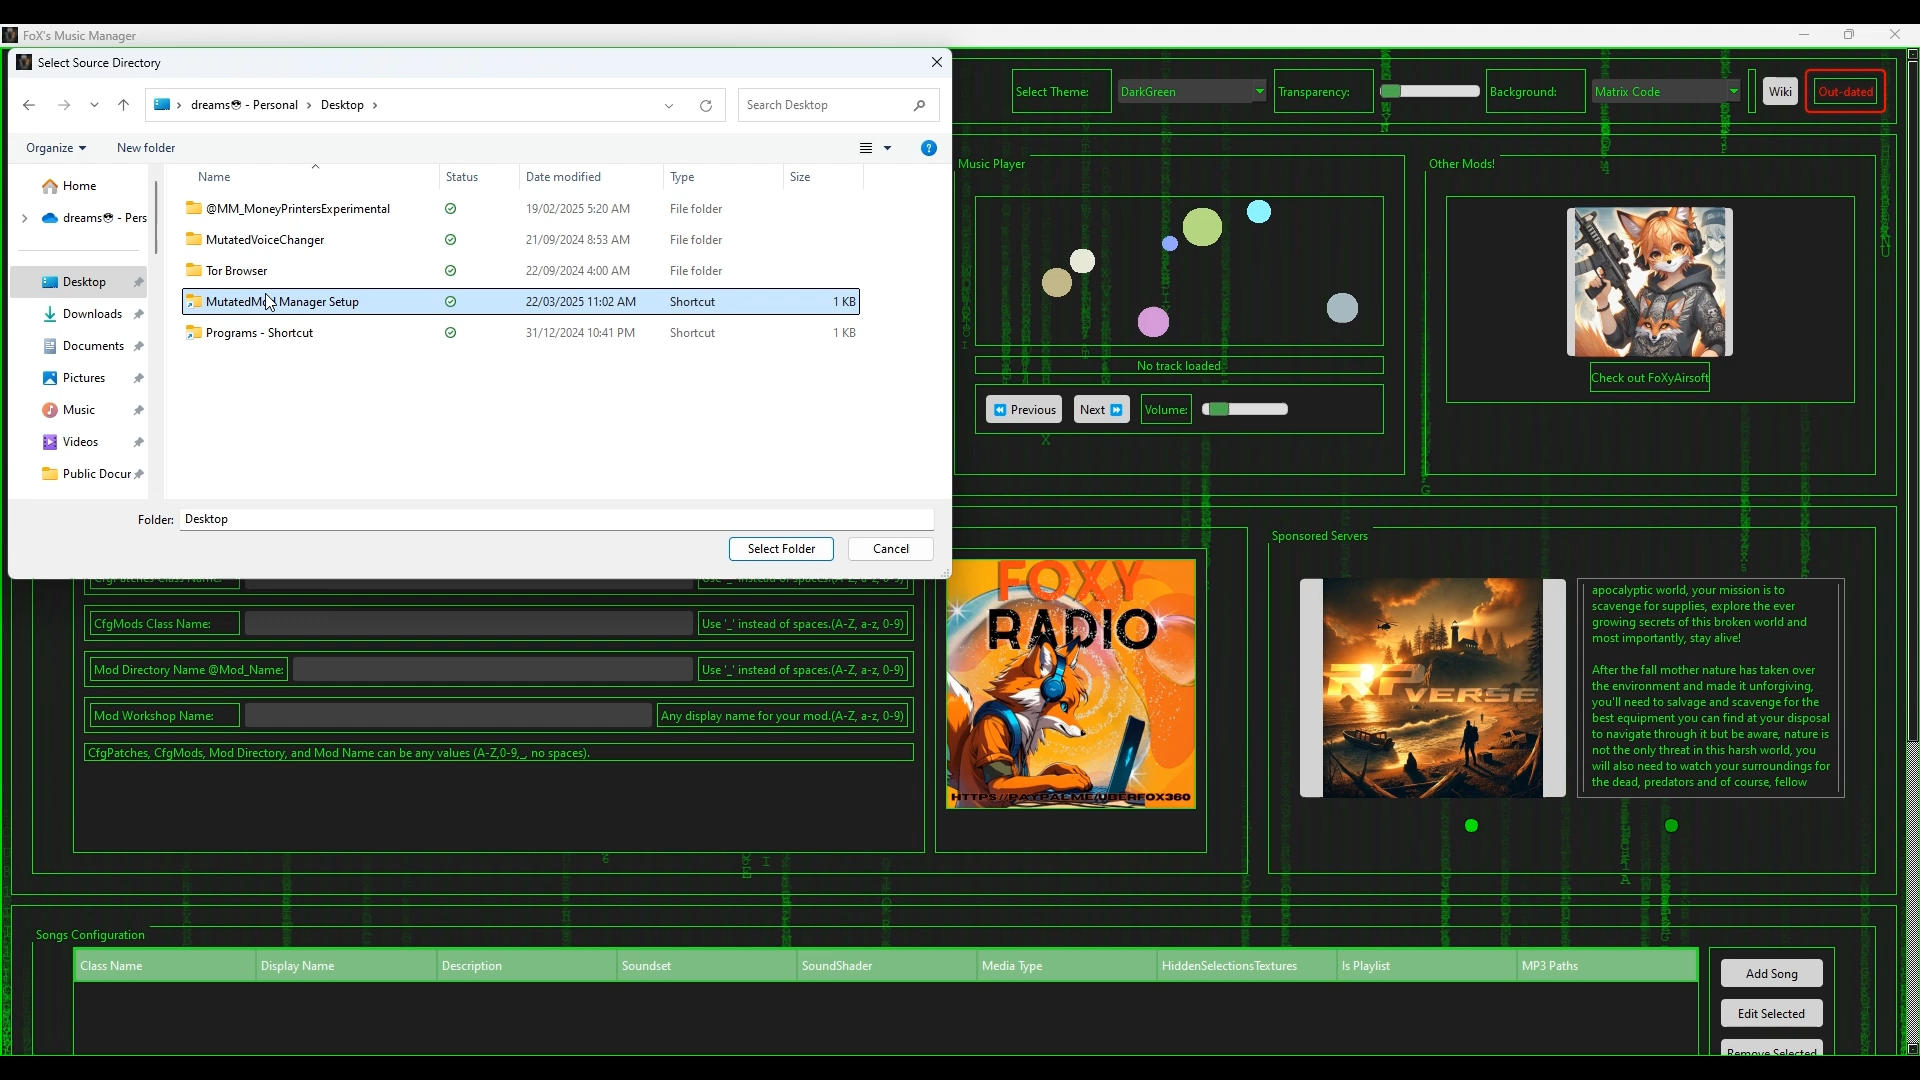 FoX's Music Manager
Select Source Directory
dreams😎 - Personal
Desktop
Search Desktop
Organize
New folder
Name
Status
Date modified
Type
Size
Home
dreams😎 - Pers
Desktop
Downloads
Documents
Pictures
Music
Videos
Public Docur
@MM_MoneyPrintersExperimental 19/02/2025 5:20 AM File folder
MutatedVoiceChanger 21/09/2024 8:53 AM File folder
Tor Browser 22/09/2024 4:00 AM File folder
MutatedMod Manager Setup 22/03/2025 11:02 AM Shortcut 1 KB
Programs - Shortcut 31/12/2024 10:41 PM Shortcut 1 KB
Folder: Desktop
Select Folder
Cancel
Select Theme:
DarkGreen
Transparency:
Background:
Matrix Code
Wiki
Out-dated
Music Player
No track loaded
Previous
Next
Volume:
Other Mods!
Check out FoXyAirsoft
CfgPatches Class Name: Use '_' instead of spaces.(A-Z, a-z, 0-9)
CfgMods Class Name: Use '_' instead of spaces.(A-Z, a-z, 0-9)
Mod Directory Name @Mod_Name: Use '_' instead of spaces.(A-Z, a-z, 0-9)
Mod Workshop Name: Any display name for your mod.(A-Z, a-z, 0-9)
CfgPatches, CfgMods, Mod Directory, and Mod Name can be any values (A-Z,0-9,_, no spaces).
FOXY
RADIO
HTTPS://PAYPAL.ME/UBERFOX360
Sponsored Servers
RPVERSE
apocalyptic world, your mission is to
scavenge for supplies, explore the ever
growing secrets of this broken world and
most importantly, stay alive!
After the fall mother nature has taken over
the environment and made it unforgiving,
you'll need to salvage and scavenge for the
best equipment you can find at your disposal
to navigate through it but be aware, nature is
not the only threat in this harsh world, you
will also need to watch your surroundings for
the dead, predators and of course, fellow
Songs Configuration
Class Name
Display Name
Description
Soundset
SoundShader
Media Type
HiddenSelectionsTextures
Is Playlist
MP3 Paths
Add Song
Edit Selected
Remove Selected